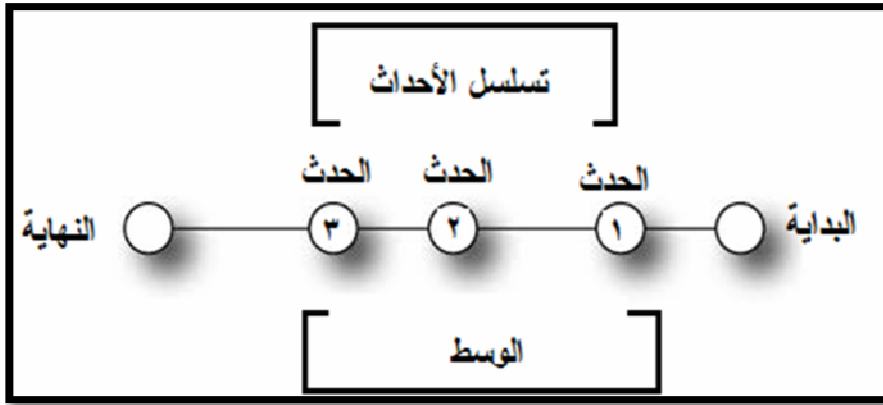 تسلسل الأحداث
الحدث الحدث الحدث
البداية ١ ٢ ٣ النهاية
الوسط